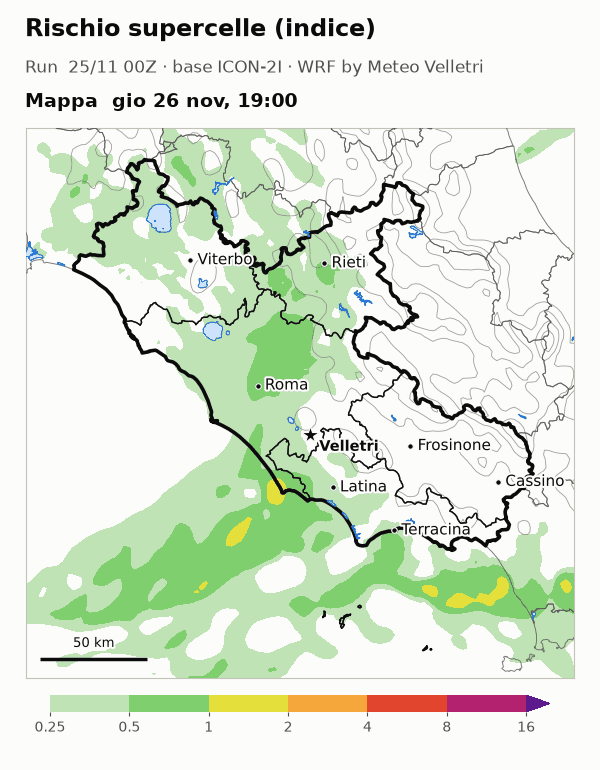 Rischio supercelle (indice)
Run  25/11 00Z · base ICON-2I · WRF by Meteo Velletri
Mappa  gio 26 nov, 19:00
Viterbo
Rieti
Roma
Velletri
Frosinone
Latina
Cassino
Terracina
50 km
0.25 0.5 1 2 4 8 16